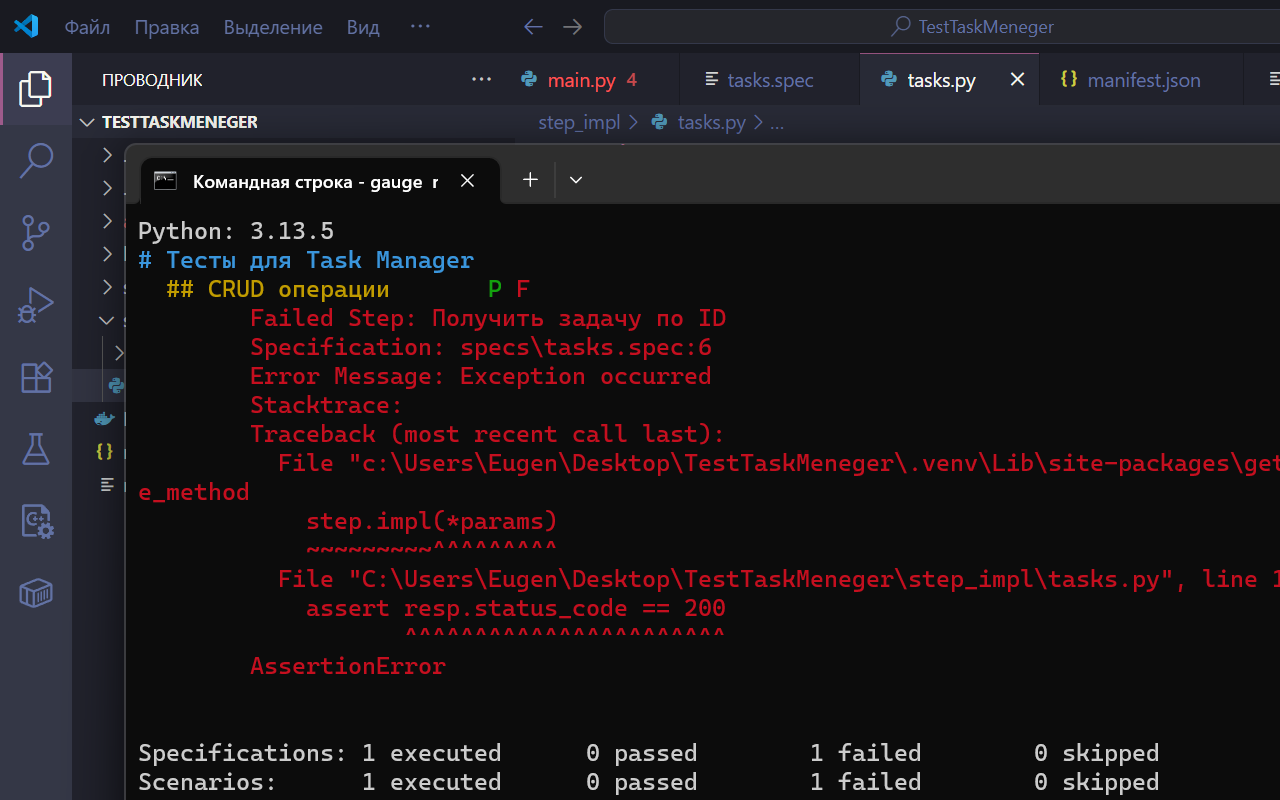 Файл Правка Выделение Вид ··· TestTaskMeneger
ПРОВОДНИК ··· main.py 4 tasks.spec tasks.py manifest.json
TESTTASKMENEGER step_impl > tasks.py > ...
Командная строка - gauge r
Python: 3.13.5
# Тесты для Task Manager
## CRUD операции P F
Failed Step: Получить задачу по ID
Specification: specs\tasks.spec:6
Error Message: Exception occurred
Stacktrace:
Traceback (most recent call last):
File "c:\Users\Eugen\Desktop\TestTaskMeneger\.venv\Lib\site-packages\get
e_method
step.impl(*params)
~~~~~~~~~^^^^^^^^^
File "C:\Users\Eugen\Desktop\TestTaskMeneger\step_impl\tasks.py", line 1
assert resp.status_code == 200
^^^^^^^^^^^^^^^^^^^^^^^
AssertionError
Specifications: 1 executed 0 passed 1 failed 0 skipped
Scenarios: 1 executed 0 passed 1 failed 0 skipped